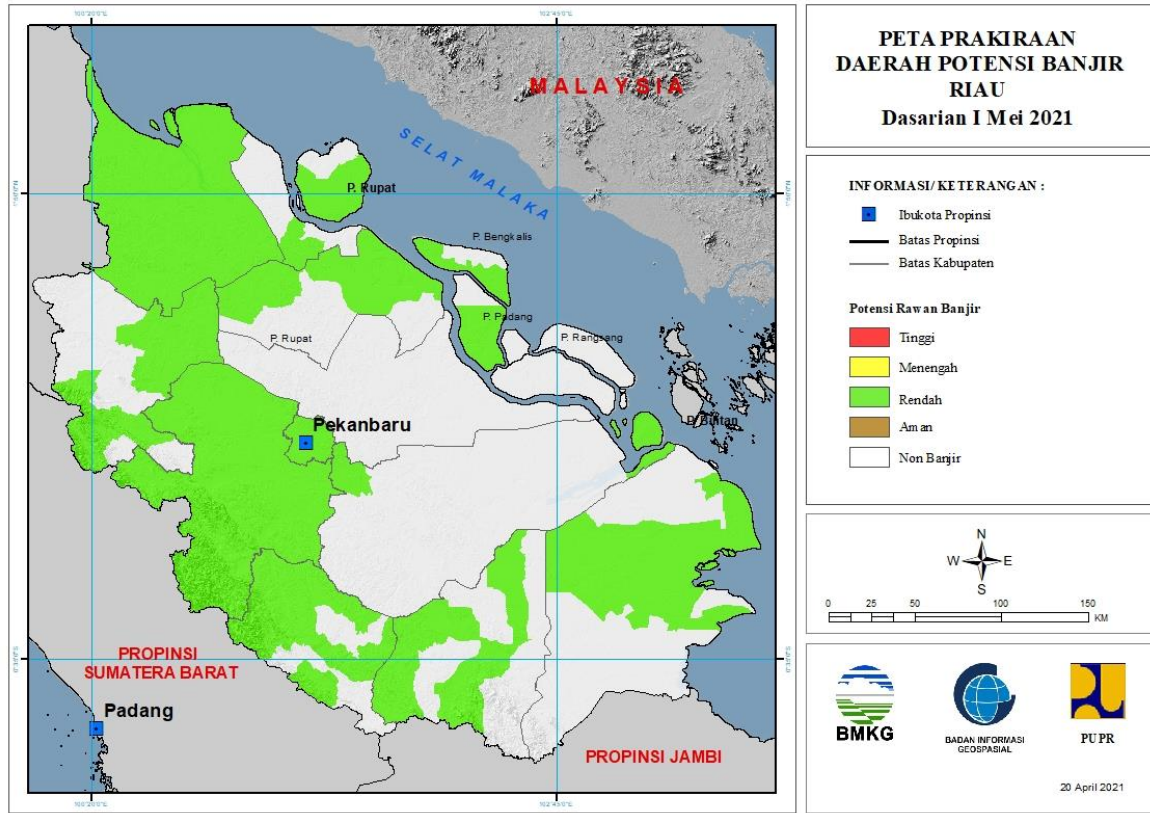 PETA PRAKIRAAN
DAERAH POTENSI BANJIR
RIAU
Dasarian I Mei 2021
INFORMASI/ KETERANGAN :
Ibukota Propinsi
Batas Propinsi
Batas Kabupaten
Potensi Rawan Banjir
Tinggi
Menengah
Rendah
Aman
Non Banjir
N
W E
S
0 25 50 100 150
KM
BMKG
BADAN INFORMASI
GEOSPASIAL
PUPR
20 April 2021
MALAYSIA
SELAT MALAKA
P. Rupat
P. Bengkalis
P. Padang
P. Rupat
P. Rangsang
Pekanbaru
PROPINSI
SUMATERA BARAT
Padang
PROPINSI JAMBI